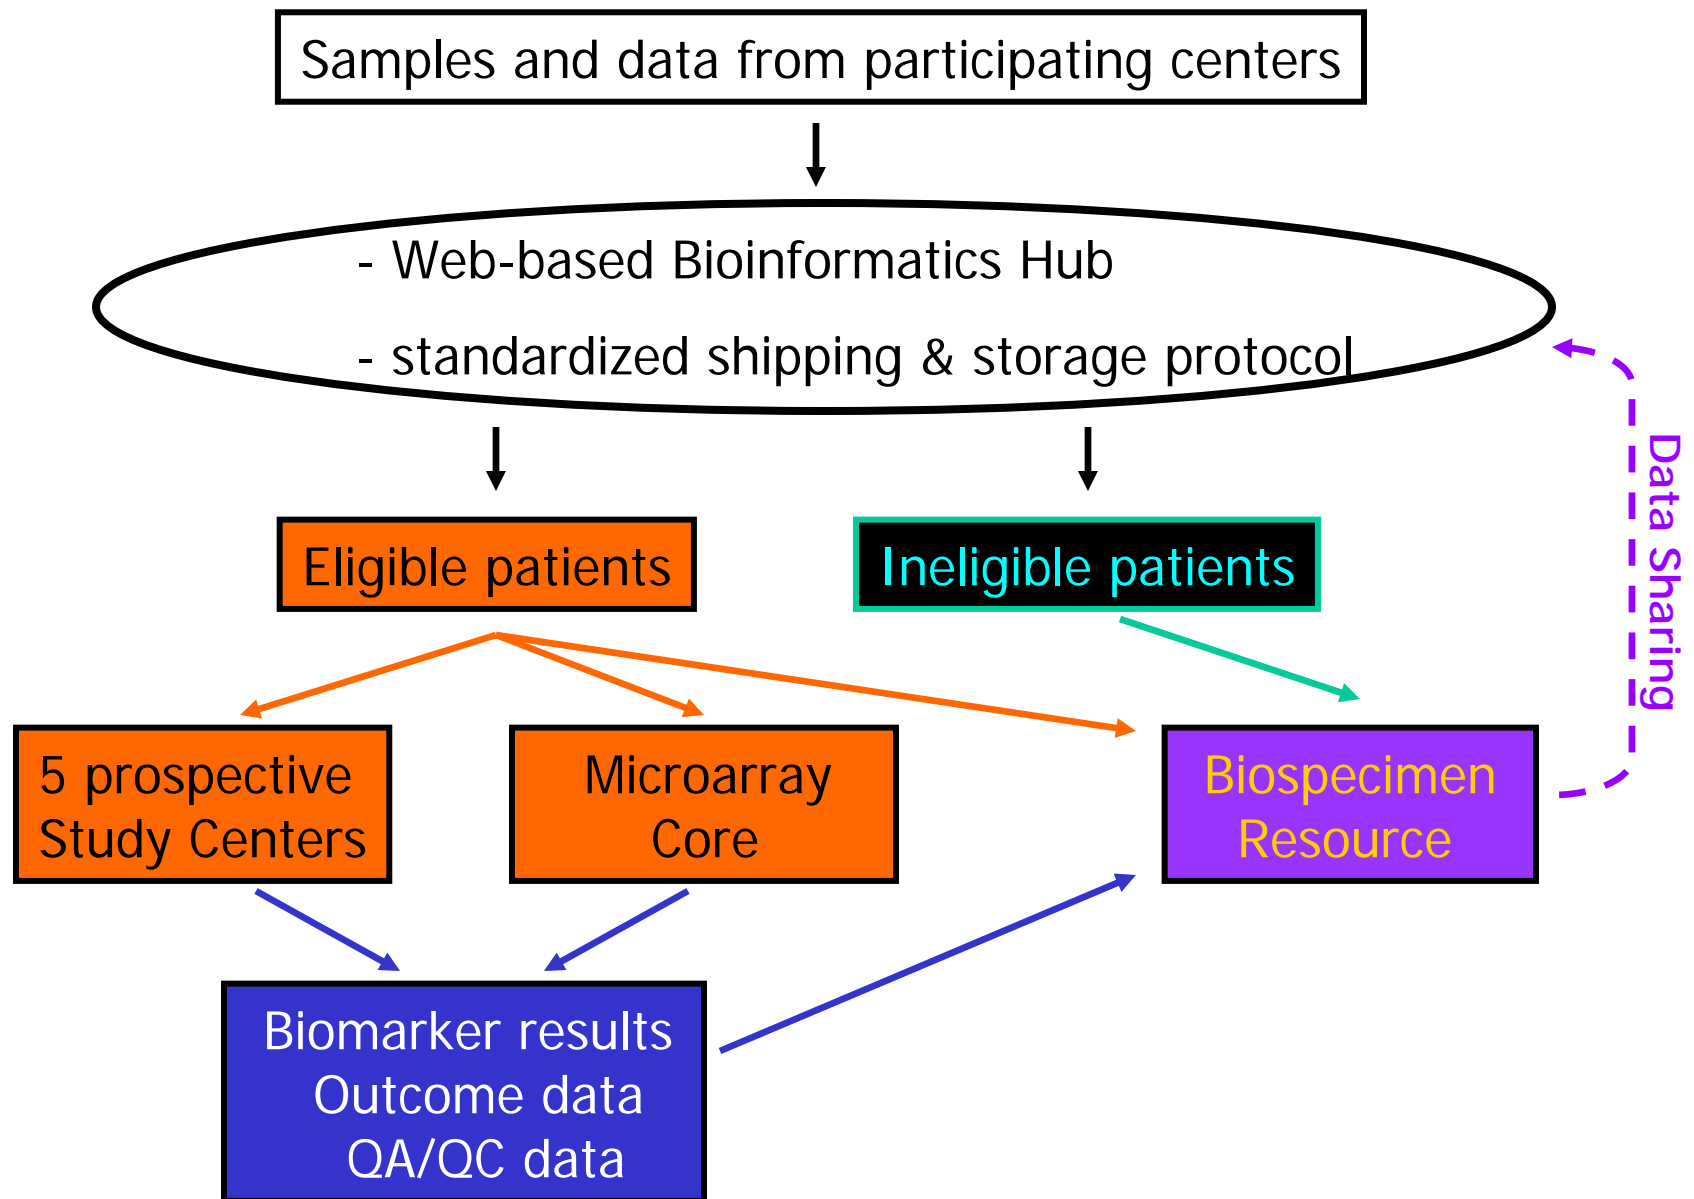 Samples and data from participating centers
- Web-based Bioinformatics Hub
- standardized shipping & storage protocol
Data Sharing
Eligible patients
Ineligible patients
5 prospective
Study Centers
Microarray
Core
Biospecimen
Resource
Biomarker results
Outcome data
QA/QC data